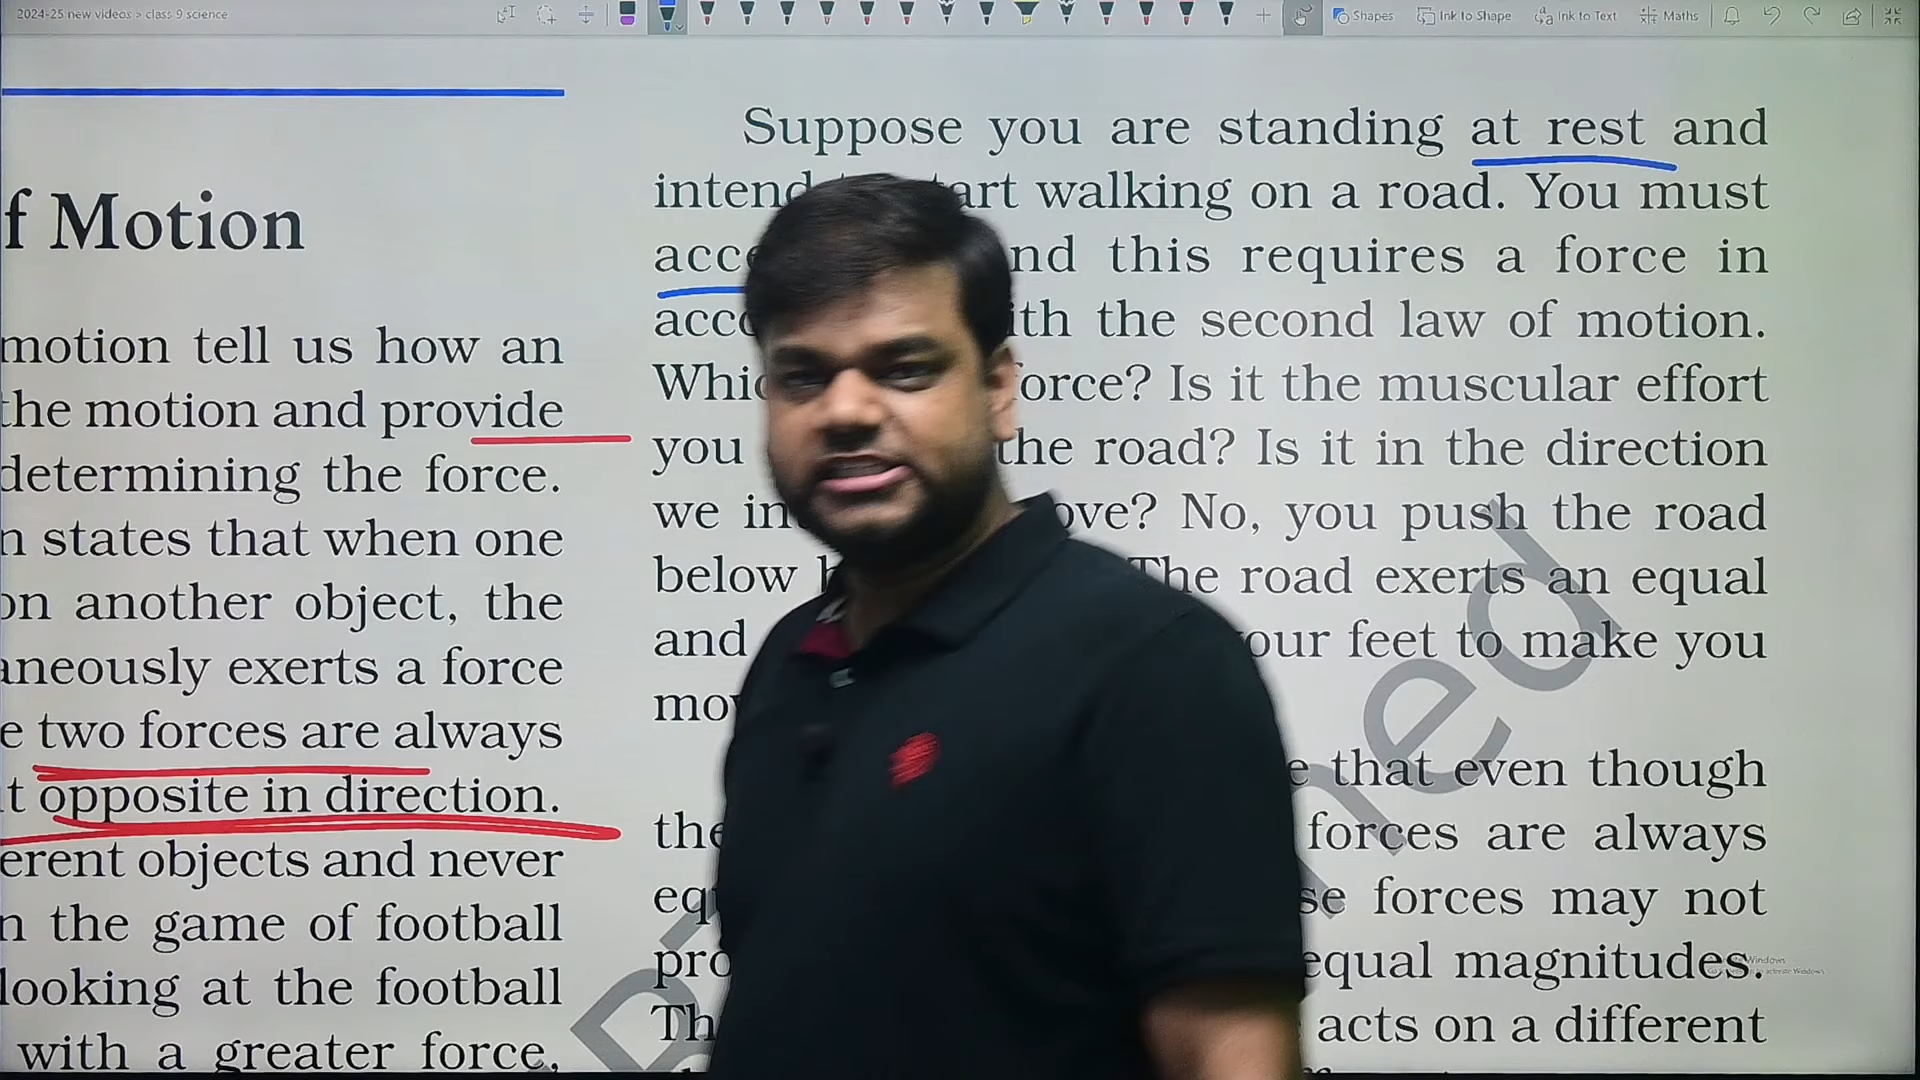 2024-25 new videos » class 9 science
Shapes
Ink to Shape
Ink to Text
Maths
f Motion
motion tell us how an
the motion and provide
determining the force.
n states that when one
on another object, the
aneously exerts a force
e two forces are always
t opposite in direction.
erent objects and never
n the game of football
looking at the football
with a greater force,
Suppose you are standing at rest and
intend art walking on a road. You must
acce nd this requires a force in
acco ith the second law of motion.
Whic force? Is it the muscular effort
you the road? Is it in the direction
we in ove? No, you push the road
below The road exerts an equal
and our feet to make you
mov
e that even though
the forces are always
equ se forces may not
pro equal magnitudes.
Th acts on a different